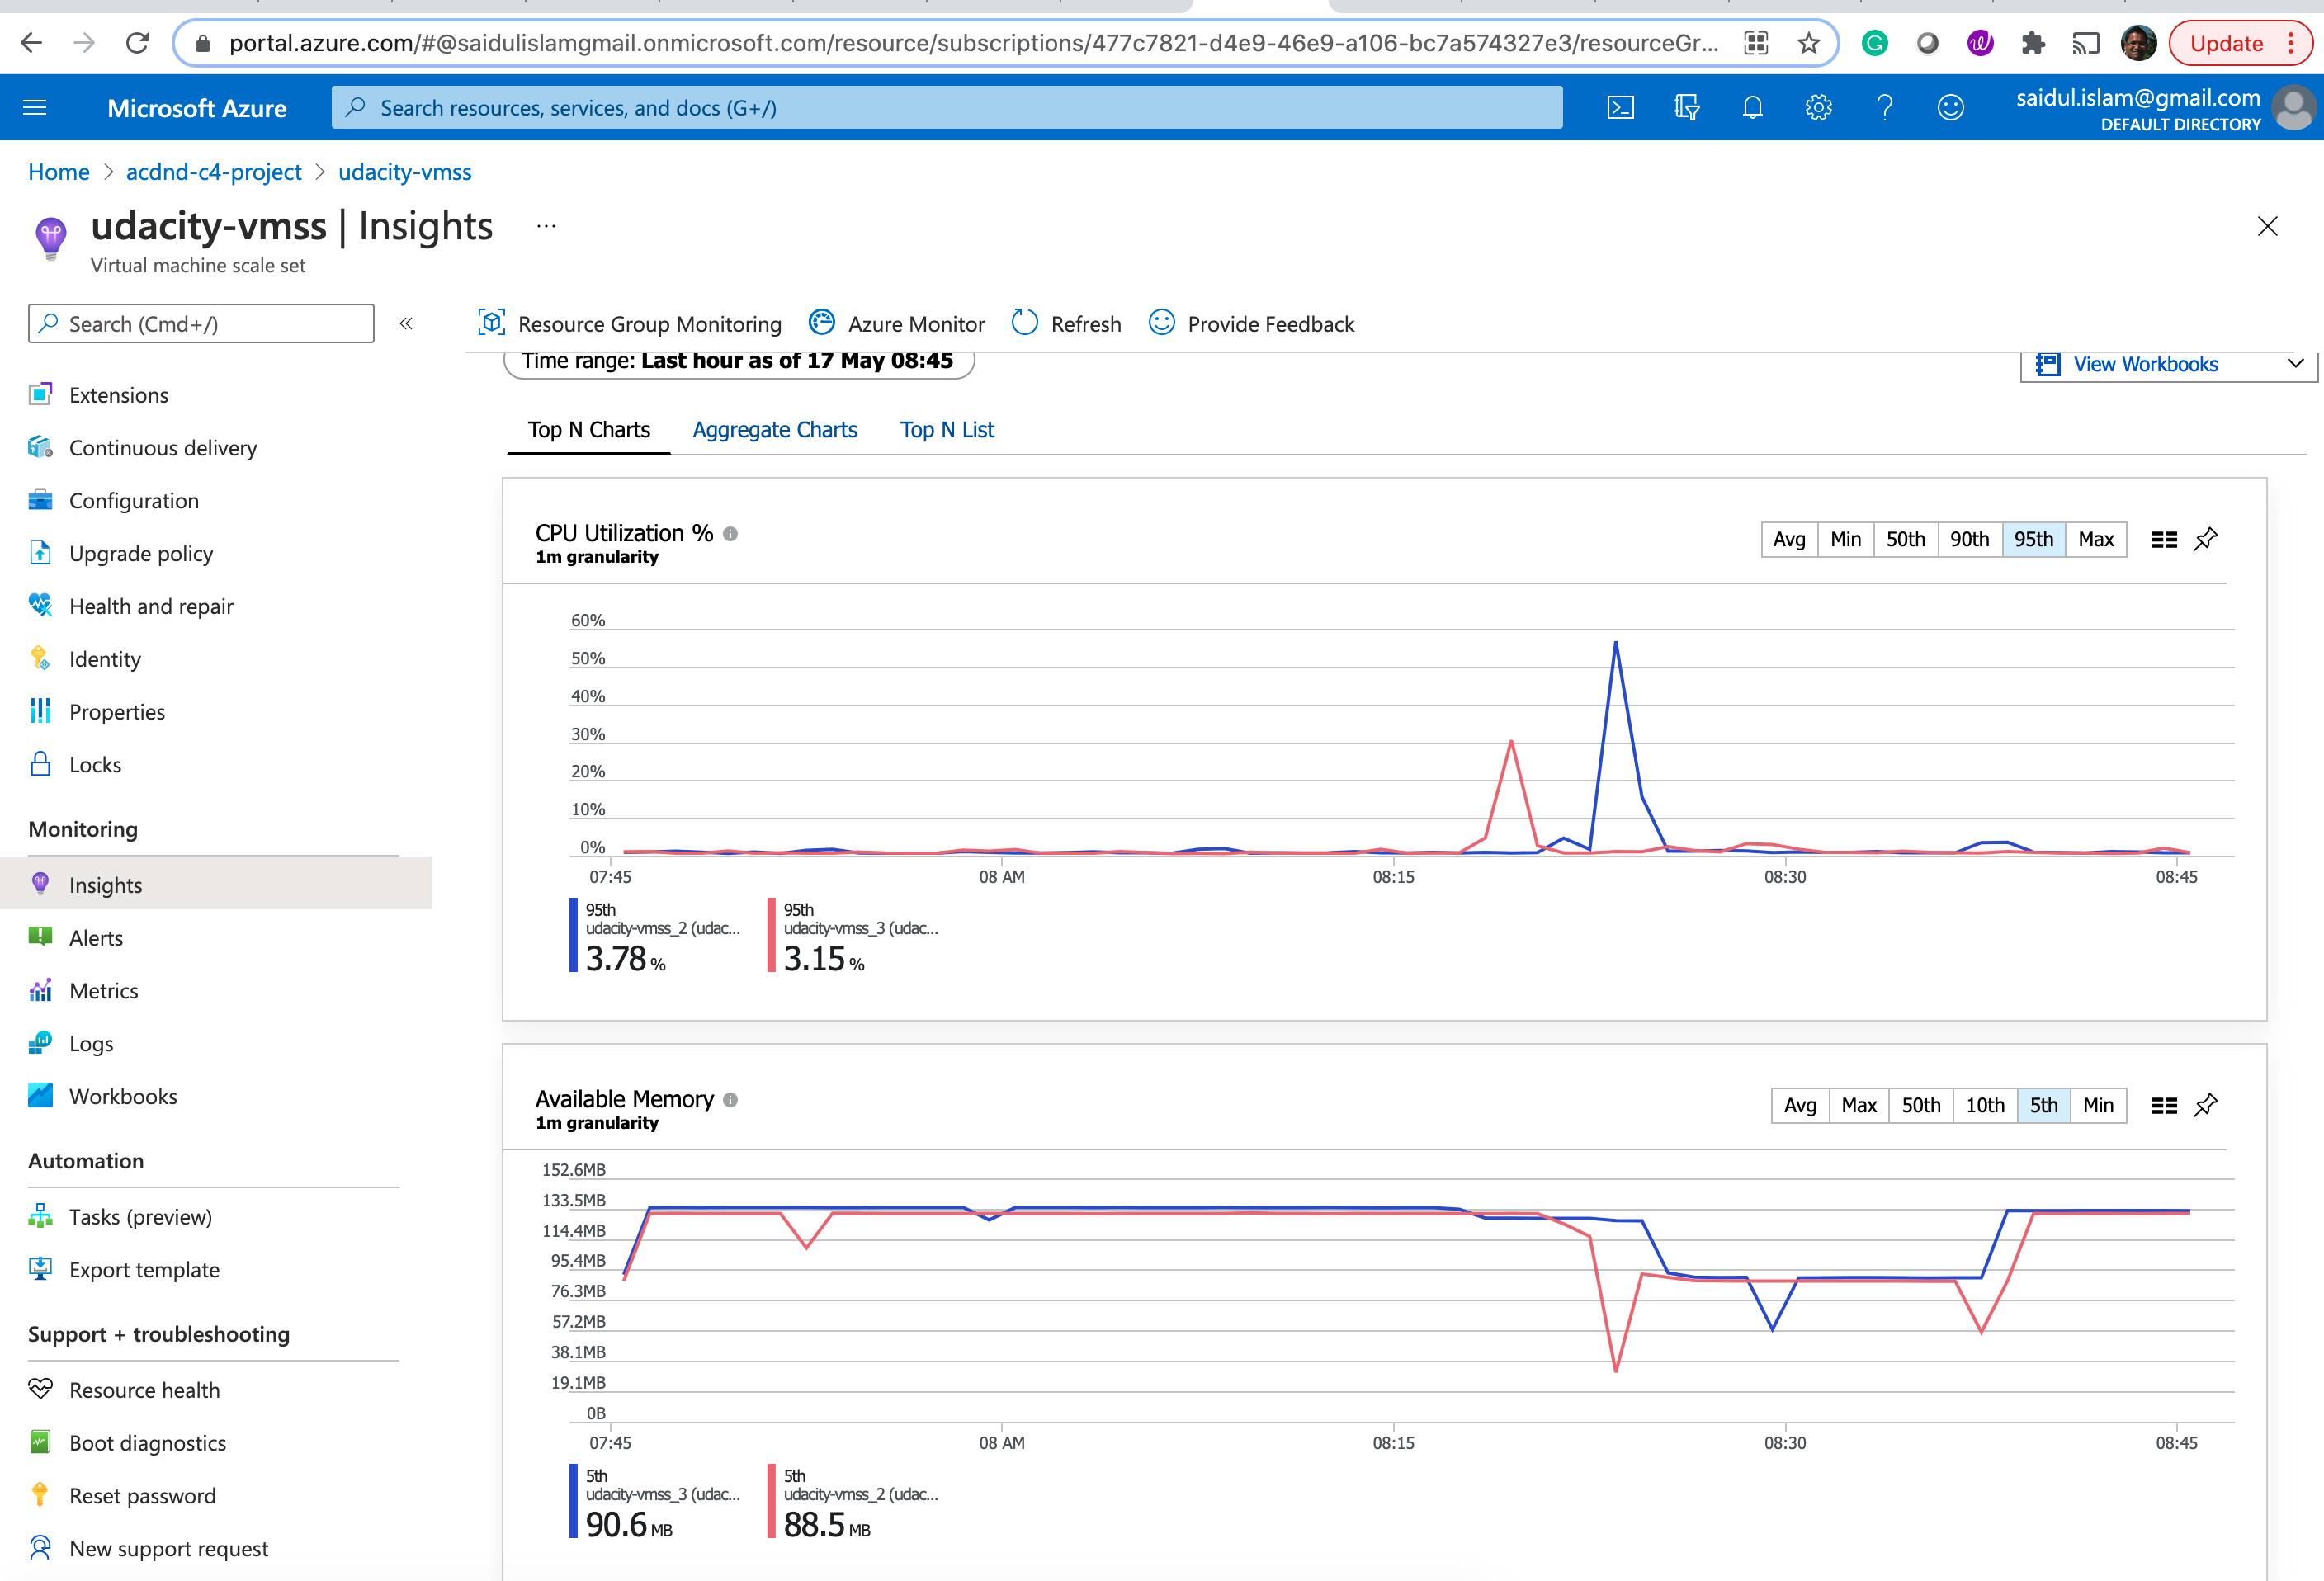 portal.azure.com/#@saidulislamgmail.onmicrosoft.com/resource/subscriptions/477c7821-d4e9-46e9-a106-bc7a574327e3/resourceGr...
Update
Microsoft Azure
Search resources, services, and docs (G+/)
saidul.islam@gmail.com
DEFAULT DIRECTORY
Home > acdnd-c4-project > udacity-vmss
udacity-vmss | Insights ...
Virtual machine scale set
Search (Cmd+/)
«
Resource Group Monitoring
Azure Monitor
Refresh
Provide Feedback
Extensions
Continuous delivery
Configuration
Upgrade policy
Health and repair
Identity
Properties
Locks
Monitoring
Insights
Alerts
Metrics
Logs
Workbooks
Automation
Tasks (preview)
Export template
Support + troubleshooting
Resource health
Boot diagnostics
Reset password
New support request
Time range: Last hour as of 17 May 08:45
View Workbooks
Top N Charts
Aggregate Charts
Top N List
CPU Utilization %
1m granularity
Avg Min 50th 90th 95th Max
60%
50%
40%
30%
20%
10%
0%
07:45 08 AM 08:15 08:30 08:45
95th
udacity-vmss_2 (udac...
3.78 %
95th
udacity-vmss_3 (udac...
3.15 %
Available Memory
1m granularity
Avg Max 50th 10th 5th Min
152.6MB
133.5MB
114.4MB
95.4MB
76.3MB
57.2MB
38.1MB
19.1MB
0B
07:45 08 AM 08:15 08:30 08:45
5th
udacity-vmss_3 (udac...
90.6 MB
5th
udacity-vmss_2 (udac...
88.5 MB